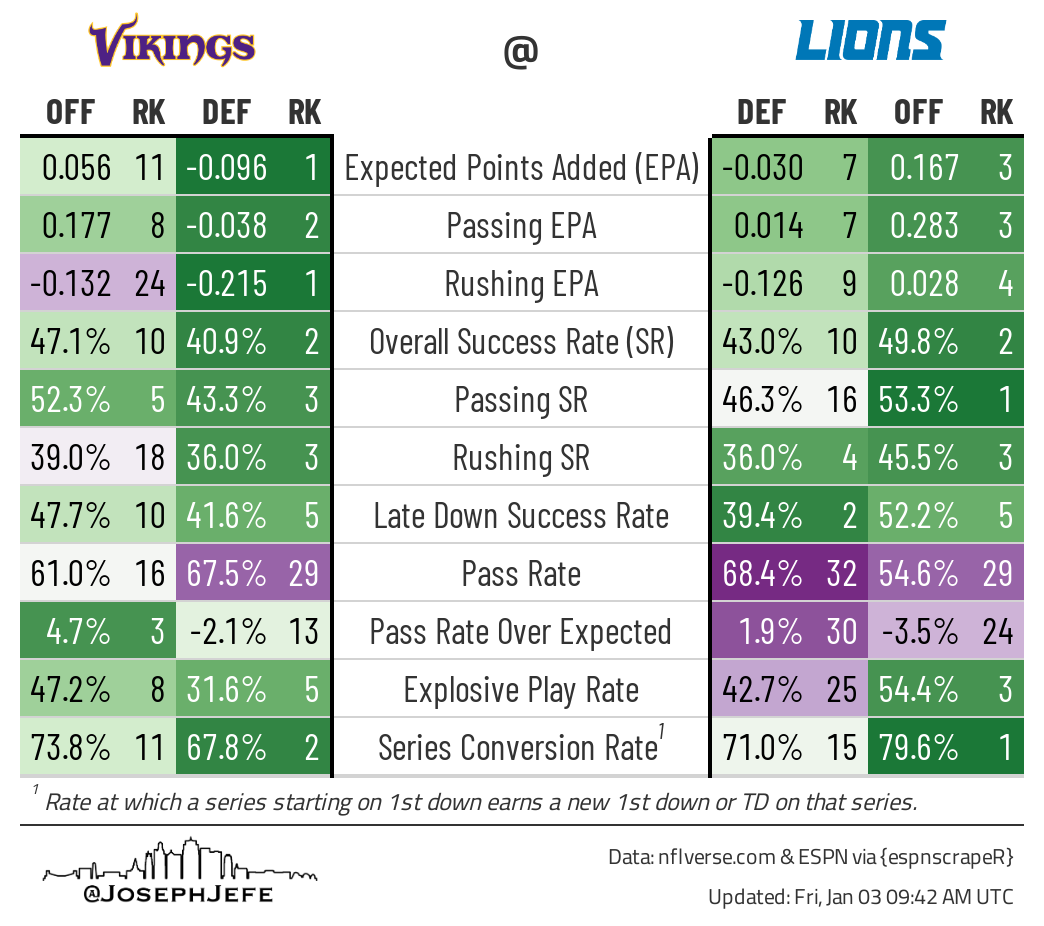 VIKINGS @ LIONS
OFF RK DEF RK DEF RK OFF RK
0.056 11 -0.096 1 Expected Points Added (EPA) -0.030 7 0.167 3
0.177 8 -0.038 2 Passing EPA 0.014 7 0.283 3
-0.132 24 -0.215 1 Rushing EPA -0.126 9 0.028 4
47.1% 10 40.9% 2 Overall Success Rate (SR) 43.0% 10 49.8% 2
52.3% 5 43.3% 3 Passing SR 46.3% 16 53.3% 1
39.0% 18 36.0% 3 Rushing SR 36.0% 4 45.5% 3
47.7% 10 41.6% 5 Late Down Success Rate 39.4% 2 52.2% 5
61.0% 16 67.5% 29 Pass Rate 68.4% 32 54.6% 29
4.7% 3 -2.1% 13 Pass Rate Over Expected 1.9% 30 -3.5% 24
47.2% 8 31.6% 5 Explosive Play Rate 42.7% 25 54.4% 3
73.8% 11 67.8% 2 Series Conversion Rate1 71.0% 15 79.6% 1
1 Rate at which a series starting on 1st down earns a new 1st down or TD on that series.
@JOSEPHJEFE
Data: nflverse.com & ESPN via {espnscrapeR}
Updated: Fri, Jan 03 09:42 AM UTC